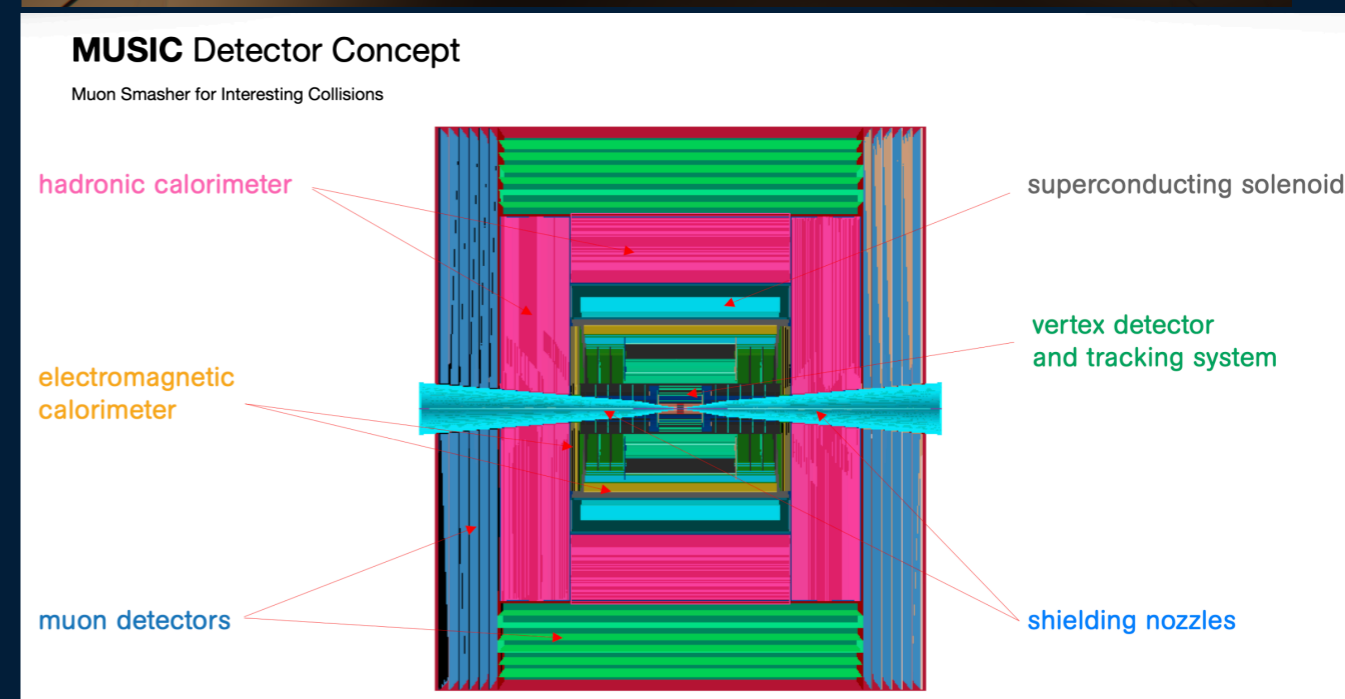 MUSIC Detector Concept
Muon Smasher for Interesting Collisions
hadronic calorimeter
superconducting solenoid
vertex detector
and tracking system
electromagnetic
calorimeter
muon detectors
shielding nozzles